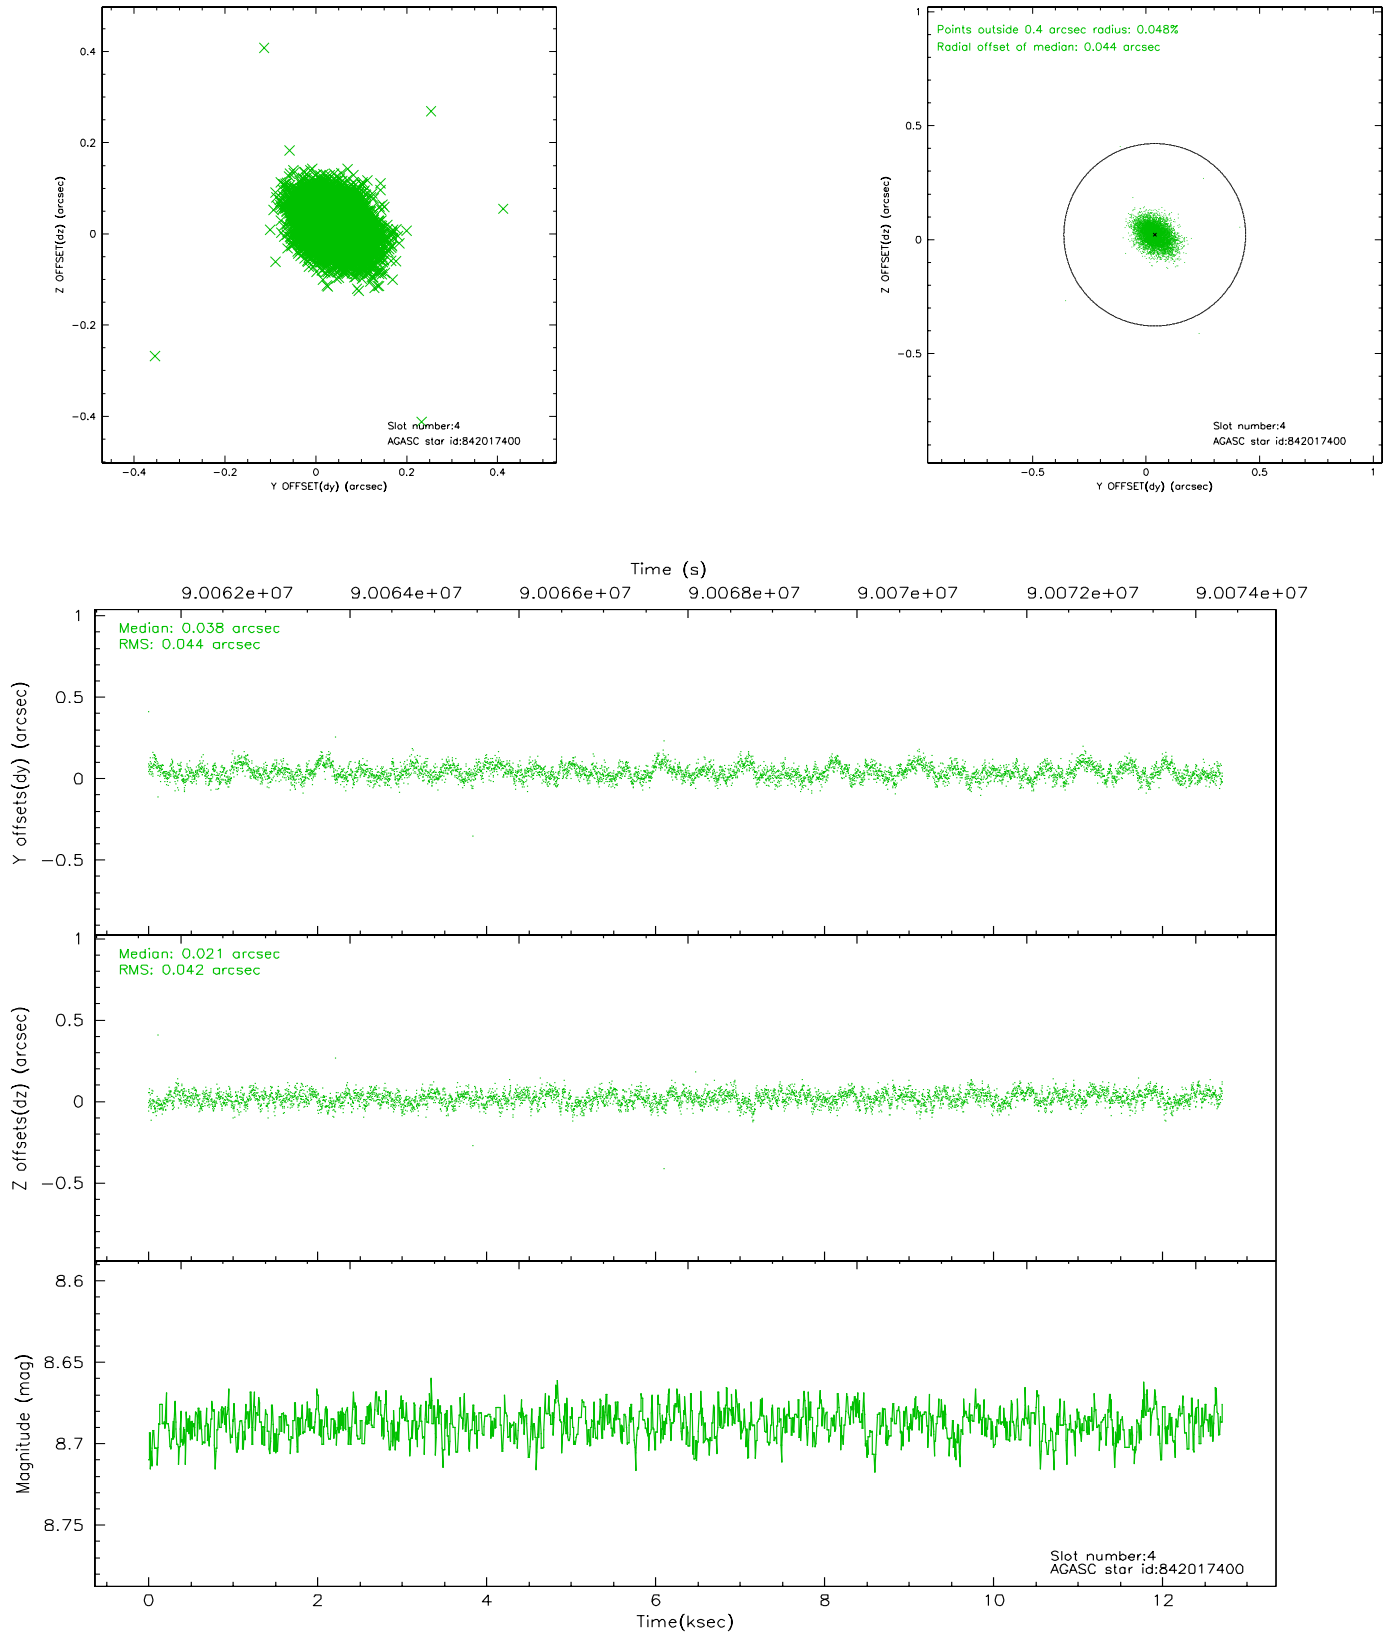 0.4
0.2
0
−0.2
−0.4
Z OFFSET(dz) (arcsec)
Slot number:4
AGASC star id:842017400
−0.4
−0.2
0
0.2
0.4
Y OFFSET(dy) (arcsec)
Points outside 0.4 arcsec radius: 0.048%
Radial offset of median: 0.044 arcsec
1
0.5
0
−0.5
Z OFFSET(dz) (arcsec)
Slot number:4
AGASC star id:842017400
−0.5
0
0.5
1
Y OFFSET(dy) (arcsec)
Time (s)
9.0062e+07
9.0064e+07
9.0066e+07
9.0068e+07
9.007e+07
9.0072e+07
9.0074e+07
Median: 0.038 arcsec
RMS: 0.044 arcsec
1
0.5
0
−0.5
Y offsets(dy) (arcsec)
Median: 0.021 arcsec
RMS: 0.042 arcsec
1
0.5
0
−0.5
Z offsets(dz) (arcsec)
8.6
8.65
8.7
8.75
Magnitude (mag)
Slot number:4
AGASC star id:842017400
0
2
4
6
8
10
12
Time(ksec)